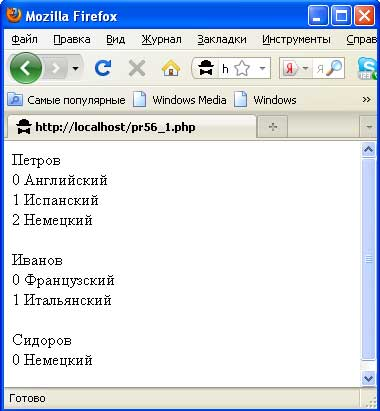 Mozilla Firefox
Файл Правка Вид Журнал Закладки Инструменты Справ
h Я я
Самые популярные Windows Media Windows »
http://localhost/pr56_1.php
Петров
0 Английский
1 Испанский
2 Немецкий
Иванов
0 Французский
1 Итальянский
Сидоров
0 Немецкий
Готово